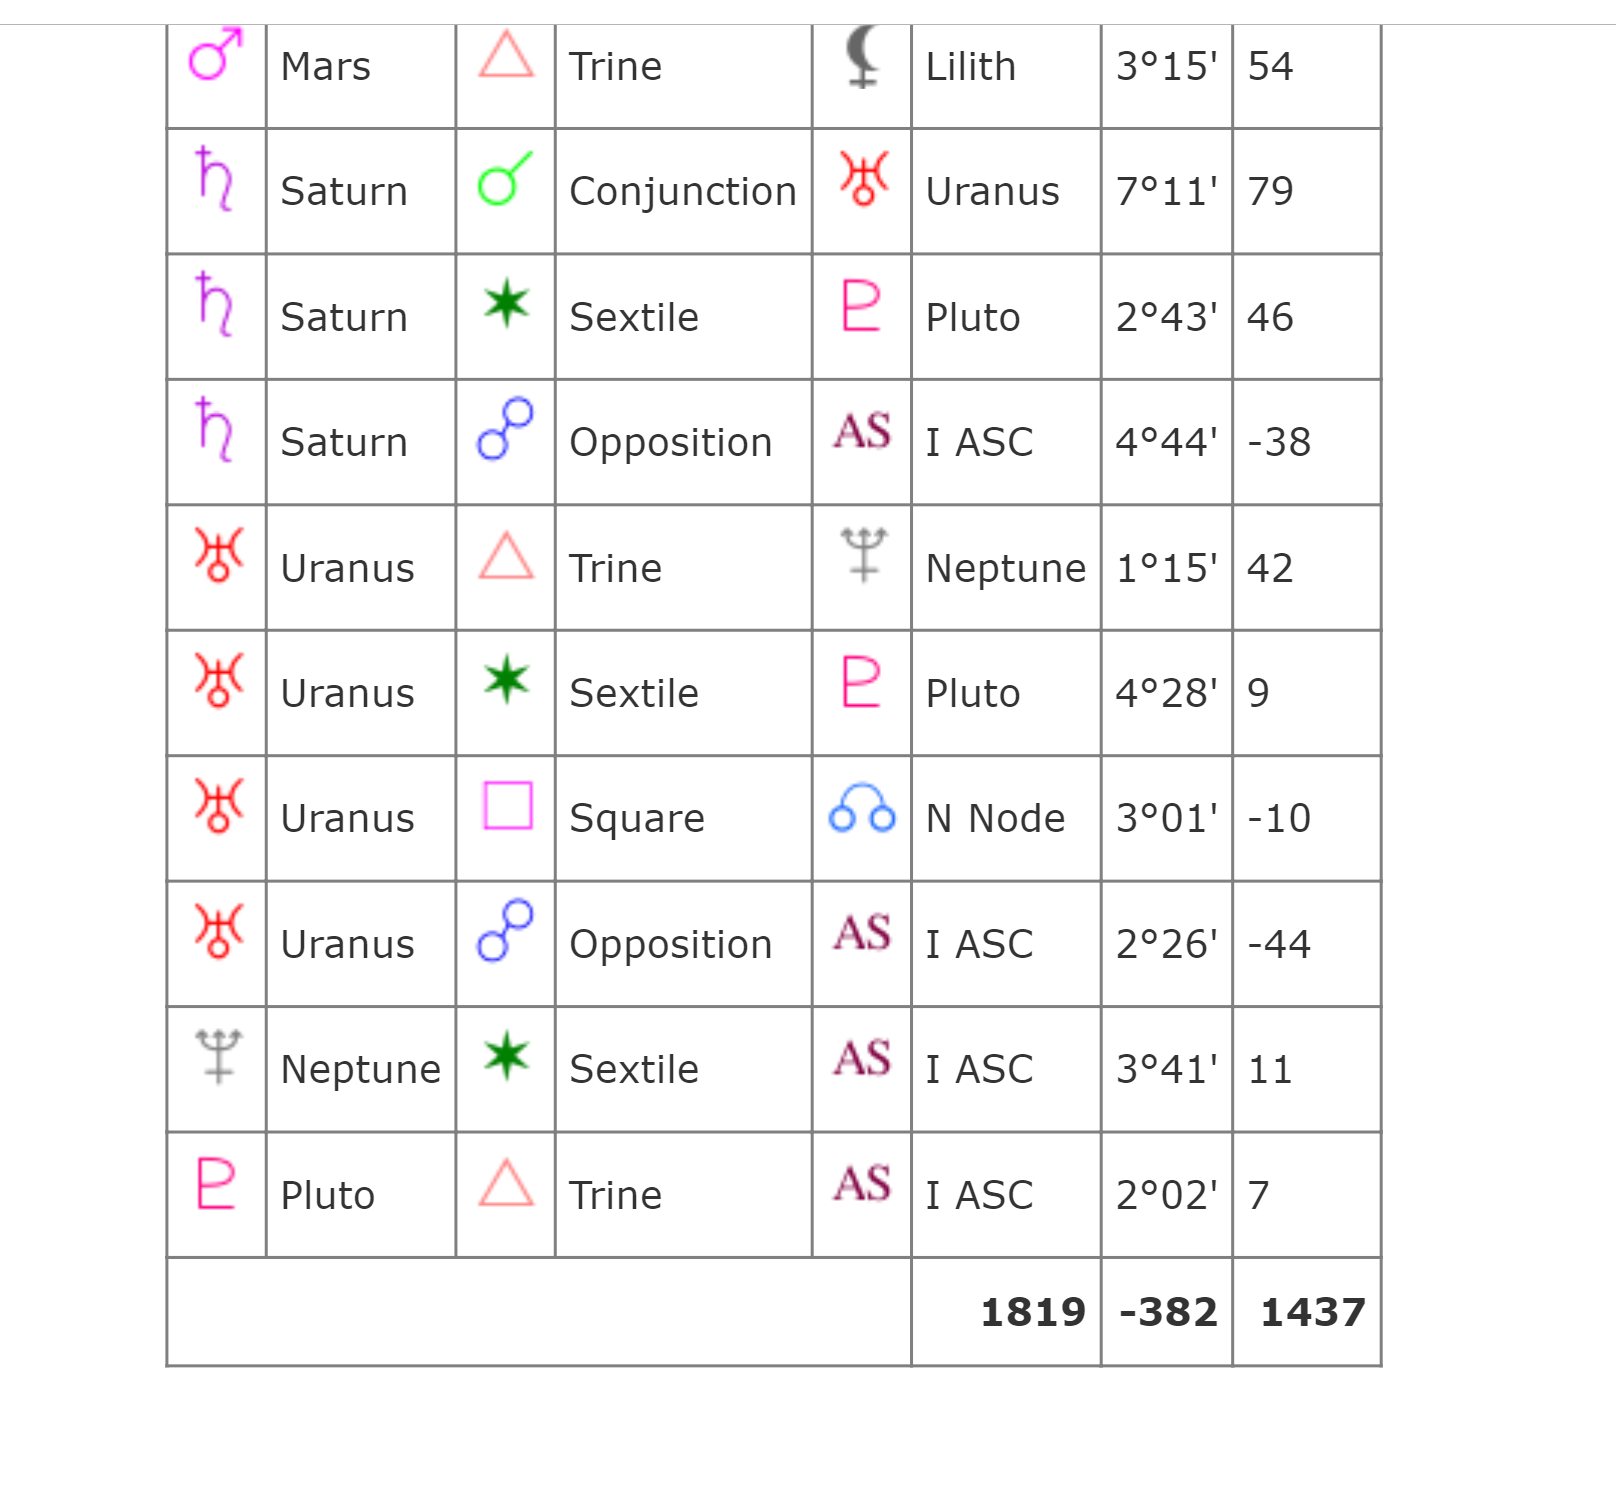 Mars Trine Lilith 3°15' 54
Saturn Conjunction Uranus 7°11' 79
Saturn Sextile Pluto 2°43' 46
Saturn Opposition AS I ASC 4°44' -38
Uranus Trine Neptune 1°15' 42
Uranus Sextile Pluto 4°28' 9
Uranus Square N Node 3°01' -10
Uranus Opposition AS I ASC 2°26' -44
Neptune Sextile AS I ASC 3°41' 11
Pluto Trine AS I ASC 2°02' 7
1819 -382 1437